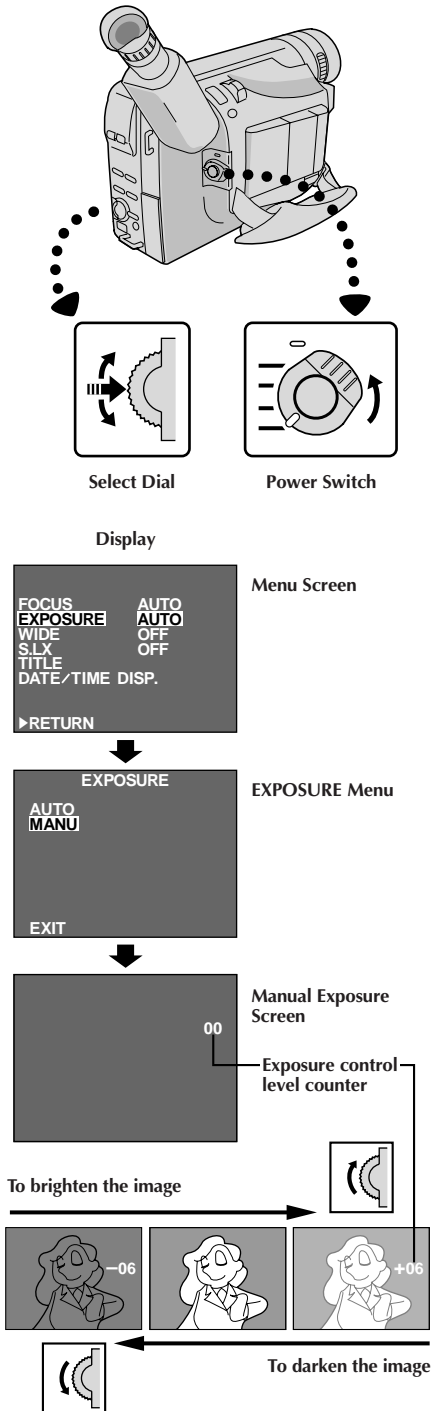 Select Dial
Power Switch
Display
Menu Screen
FOCUS AUTO
EXPOSURE AUTO
WIDE OFF
S.LX OFF
TITLE
DATE/TIME DISP.
▶RETURN
EXPOSURE
EXPOSURE Menu
AUTO
MANU
EXIT
Manual Exposure
Screen
00
Exposure control
level counter
To brighten the image
–06
+06
To darken the image